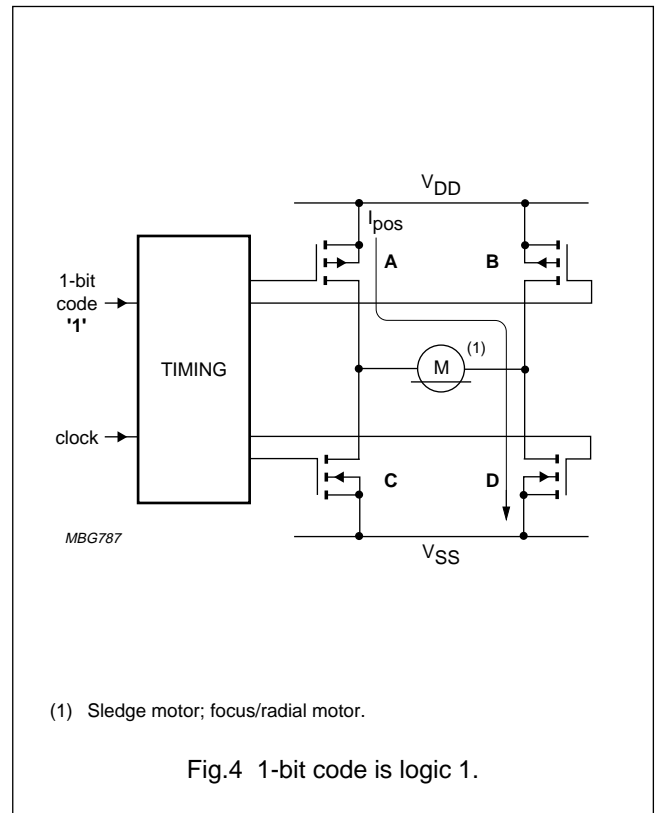 VDD
Ipos
A
B
1-bit
code
'1'
(1)
TIMING
M
clock
C
D
MBG787
VSS
(1) Sledge motor; focus/radial motor.
Fig.4 1-bit code is logic 1.